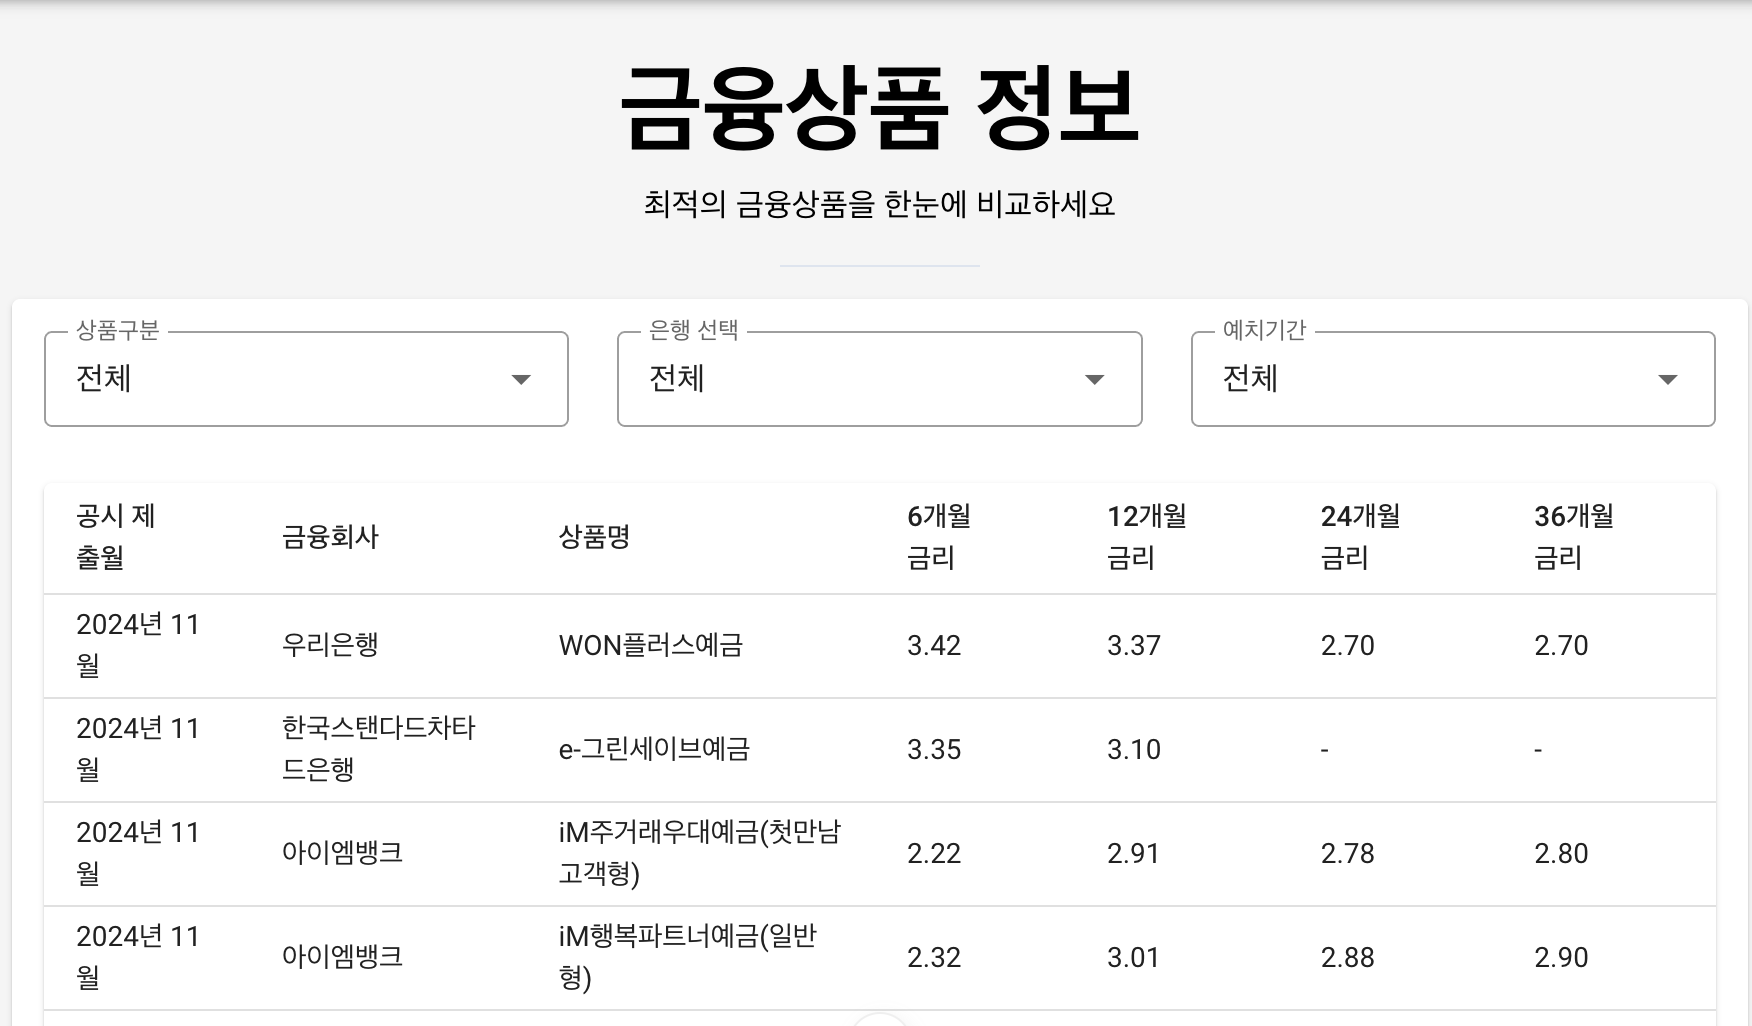 금융상품 정보
최적의 금융상품을 한눈에 비교하세요
상품구분
전체
은행 선택
전체
예치기간
전체
공시 제
출월
금융회사
상품명
6개월
금리
12개월
금리
24개월
금리
36개월
금리
2024년 11
월
우리은행
WON플러스예금
3.42
3.37
2.70
2.70
2024년 11
월
한국스탠다드차타
드은행
e-그린세이브예금
3.35
3.10
-
-
2024년 11
월
아이엠뱅크
iM주거래우대예금(첫만남
고객형)
2.22
2.91
2.78
2.80
2024년 11
월
아이엠뱅크
iM행복파트너예금(일반
형)
2.32
3.01
2.88
2.90